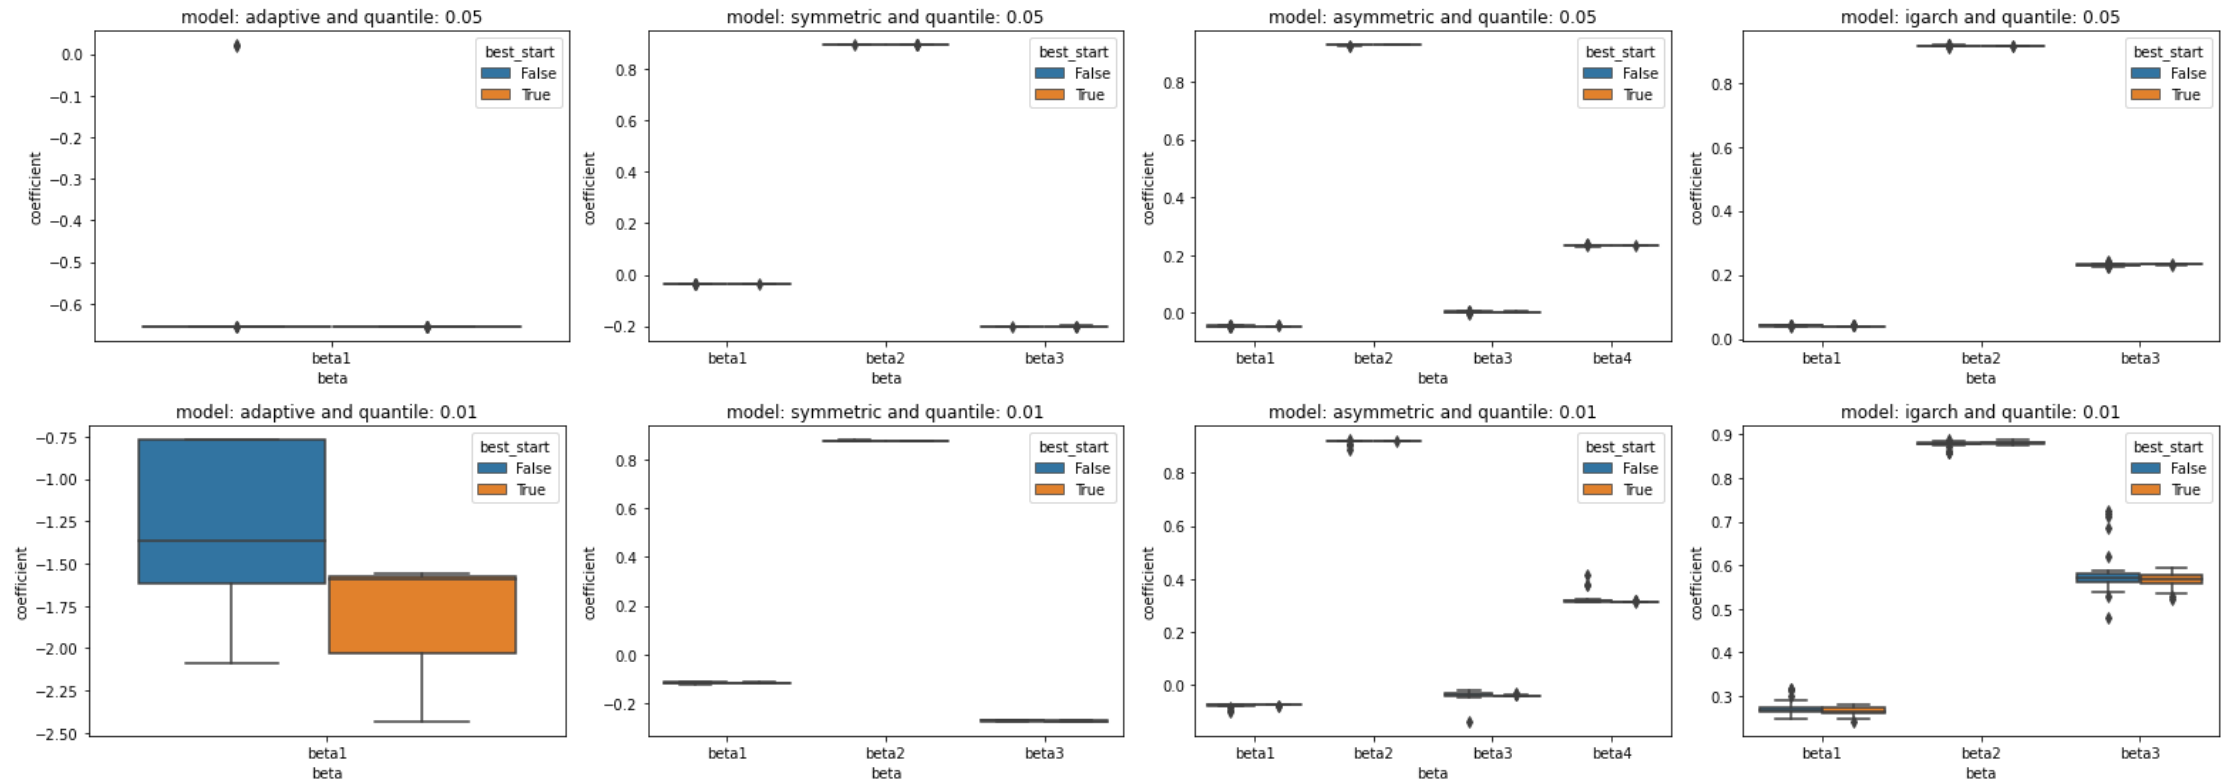 model: adaptive and quantile: 0.05
coefficient
0.0
−0.1
−0.2
−0.3
−0.4
−0.5
−0.6
best_start
False
True
beta1
beta
model: symmetric and quantile: 0.05
coefficient
0.8
0.6
0.4
0.2
0.0
−0.2
best_start
False
True
beta1 beta2 beta3
beta
model: asymmetric and quantile: 0.05
coefficient
0.8
0.6
0.4
0.2
0.0
best_start
False
True
beta1 beta2 beta3 beta4
beta
model: igarch and quantile: 0.05
coefficient
0.8
0.6
0.4
0.2
0.0
best_start
False
True
beta1 beta2 beta3
beta
model: adaptive and quantile: 0.01
coefficient
−0.75
−1.00
−1.25
−1.50
−1.75
−2.00
−2.25
−2.50
best_start
False
True
beta1
beta
model: symmetric and quantile: 0.01
coefficient
0.8
0.6
0.4
0.2
0.0
−0.2
best_start
False
True
beta1 beta2 beta3
beta
model: asymmetric and quantile: 0.01
coefficient
0.8
0.6
0.4
0.2
0.0
best_start
False
True
beta1 beta2 beta3 beta4
beta
model: igarch and quantile: 0.01
coefficient
0.9
0.8
0.7
0.6
0.5
0.4
0.3
best_start
False
True
beta1 beta2 beta3
beta